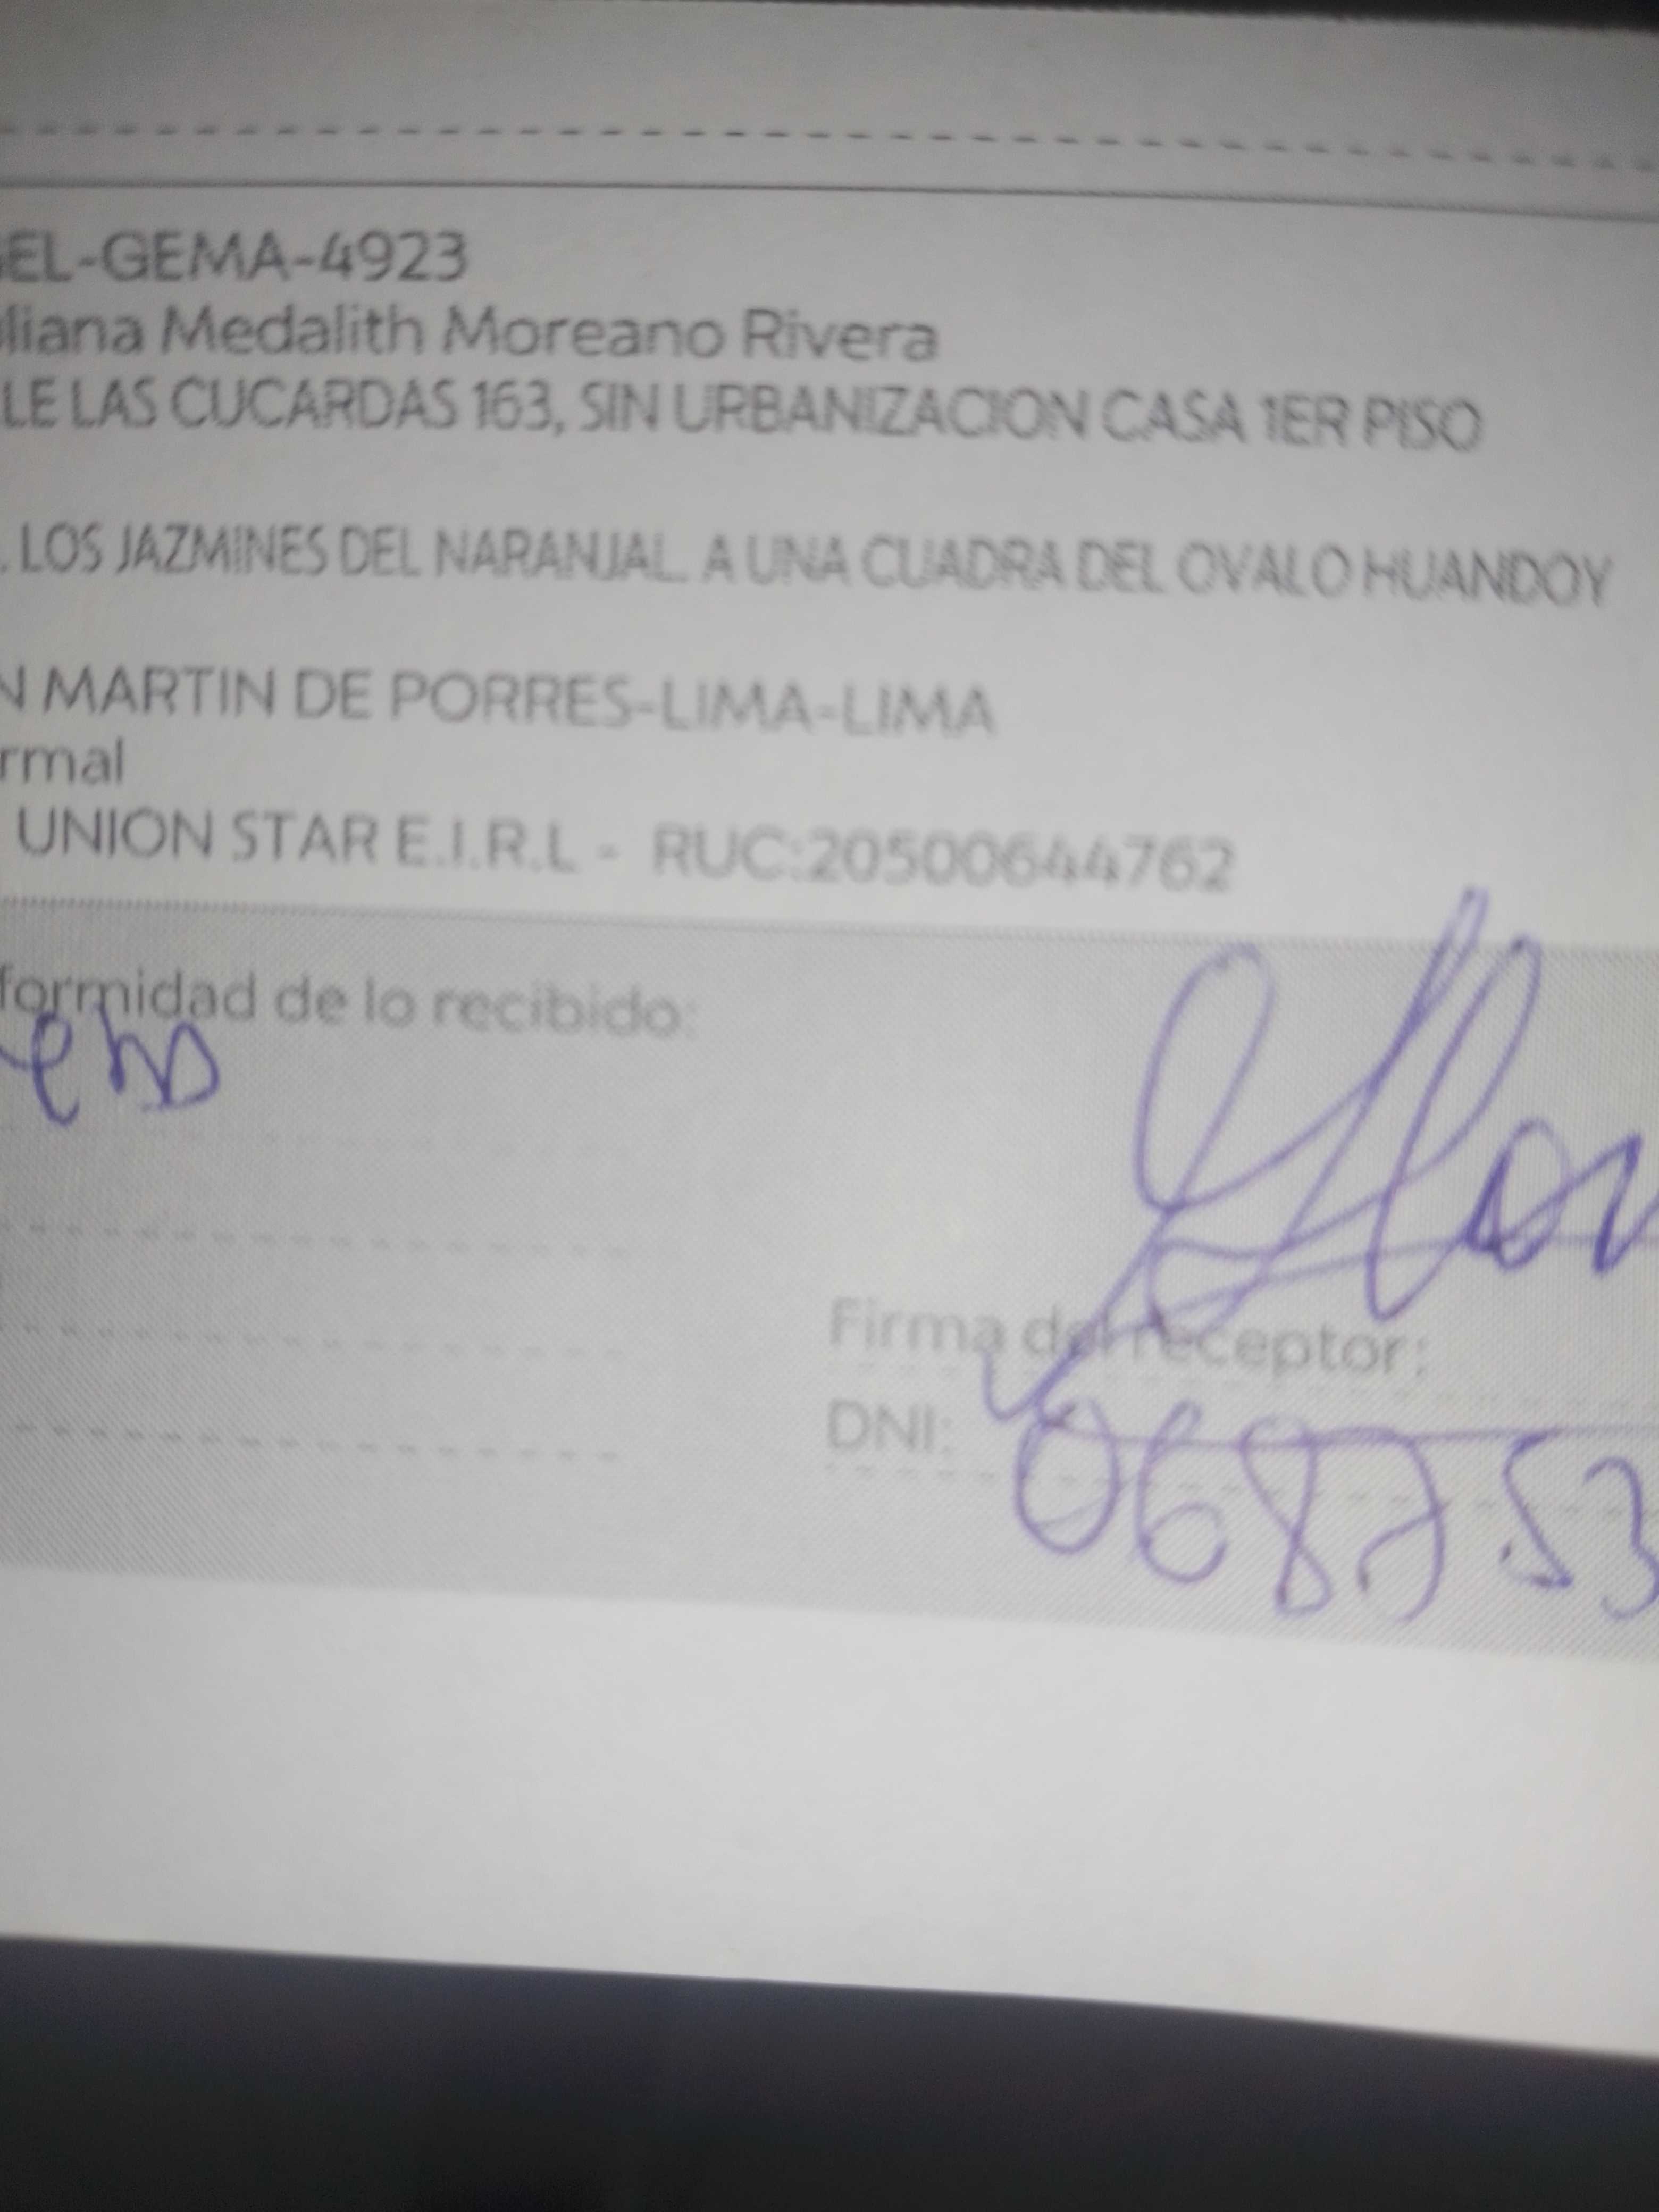 EL-GEMA-4923
liana Medalith Moreano Rivera
LE LAS CUCARDAS 163, SIN URBANIZACION CASA 1ER PISO
. LOS JAZMINES DEL NARANJAL. A UNA CUADRA DEL OVALO HUANDOY
N MARTIN DE PORRES-LIMA-LIMA
rmal
UNION STAR E.I.R.L - RUC:20500644762
formidad de lo recibido:
Firma del receptor:
DNI: 068753